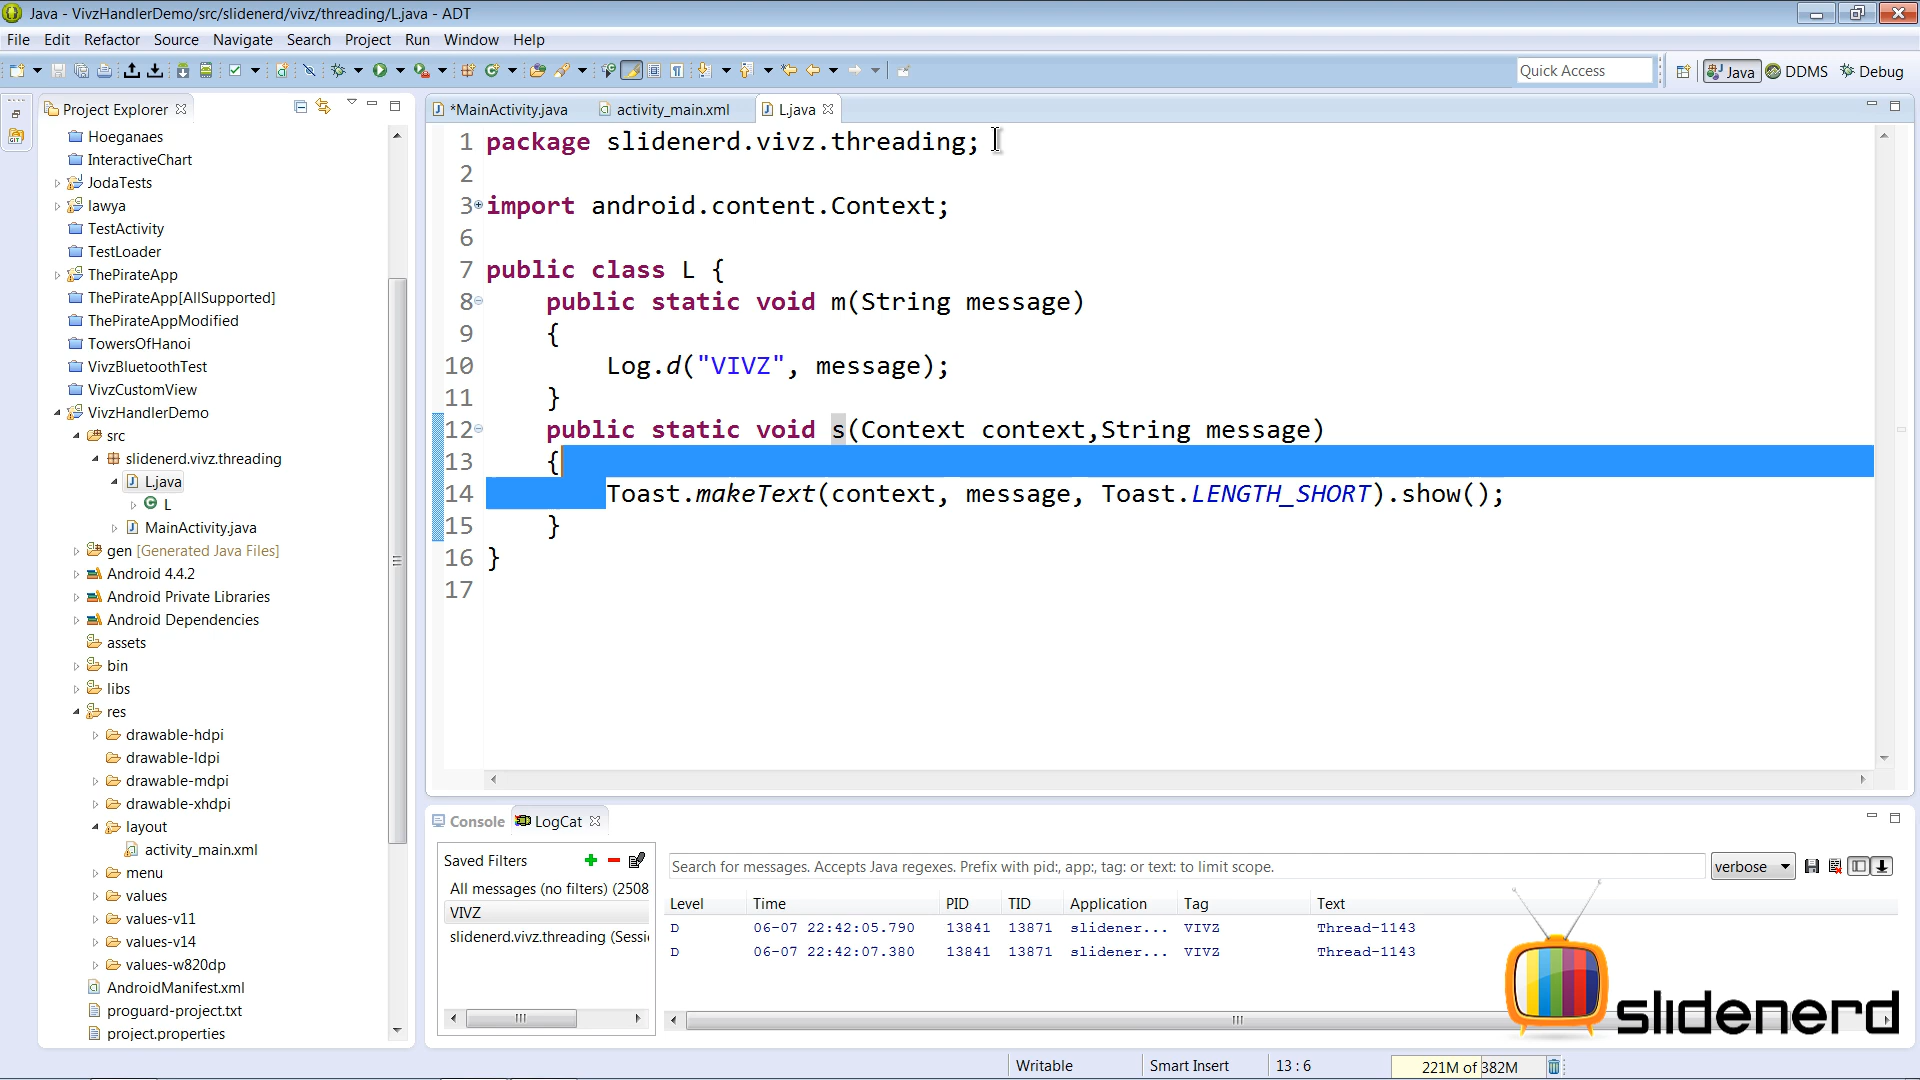 Java - VivzHandlerDemo/src/slidenerd/vivz/threading/L.java - ADT
File Edit Refactor Source Navigate Search Project Run Window Help
Quick Access
Java
DDMS
Debug
Project Explorer
Hoeganaes
InteractiveChart
JodaTests
lawya
TestActivity
TestLoader
ThePirateApp
ThePirateApp[AllSupported]
ThePirateAppModified
TowersOfHanoi
VivzBluetoothTest
VivzCustomView
VivzHandlerDemo
src
slidenerd.vivz.threading
L.java
L
MainActivity.java
gen [Generated Java Files]
Android 4.4.2
Android Private Libraries
Android Dependencies
assets
bin
libs
res
drawable-hdpi
drawable-ldpi
drawable-mdpi
drawable-xhdpi
layout
activity_main.xml
menu
values
values-v11
values-v14
values-w820dp
AndroidManifest.xml
proguard-project.txt
project.properties
*MainActivity.java
activity_main.xml
L.java
1 package slidenerd.vivz.threading;
2
3 import android.content.Context;
6
7 public class L {
8 public static void m(String message)
9 {
10 Log.d("VIVZ", message);
11 }
12 public static void s(Context context,String message)
13 {
14 Toast.makeText(context, message, Toast.LENGTH_SHORT).show();
15 }
16 }
17
Console
LogCat
Saved Filters
All messages (no filters) (2508
VIVZ
slidenerd.vivz.threading (Sessi
Search for messages. Accepts Java regexes. Prefix with pid:, app:, tag: or text: to limit scope.
verbose
Level Time PID TID Application Tag Text
D 06-07 22:42:05.790 13841 13871 slidener... VIVZ Thread-1143
D 06-07 22:42:07.380 13841 13871 slidener... VIVZ Thread-1143
slidenerd
Writable
Smart Insert
13 : 6
221M of 382M